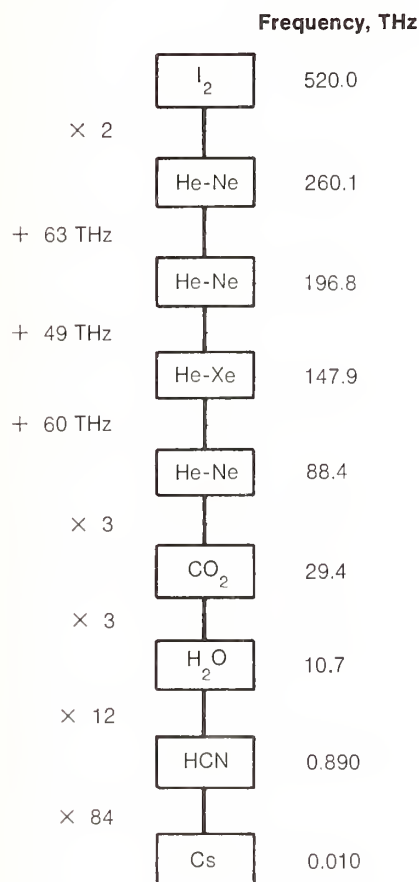 Frequency, THz
I2 520.0
× 2
He-Ne 260.1
+ 63 THz
He-Ne 196.8
+ 49 THz
He-Xe 147.9
+ 60 THz
He-Ne 88.4
× 3
CO2 29.4
× 3
H2O 10.7
× 12
HCN 0.890
× 84
Cs 0.010